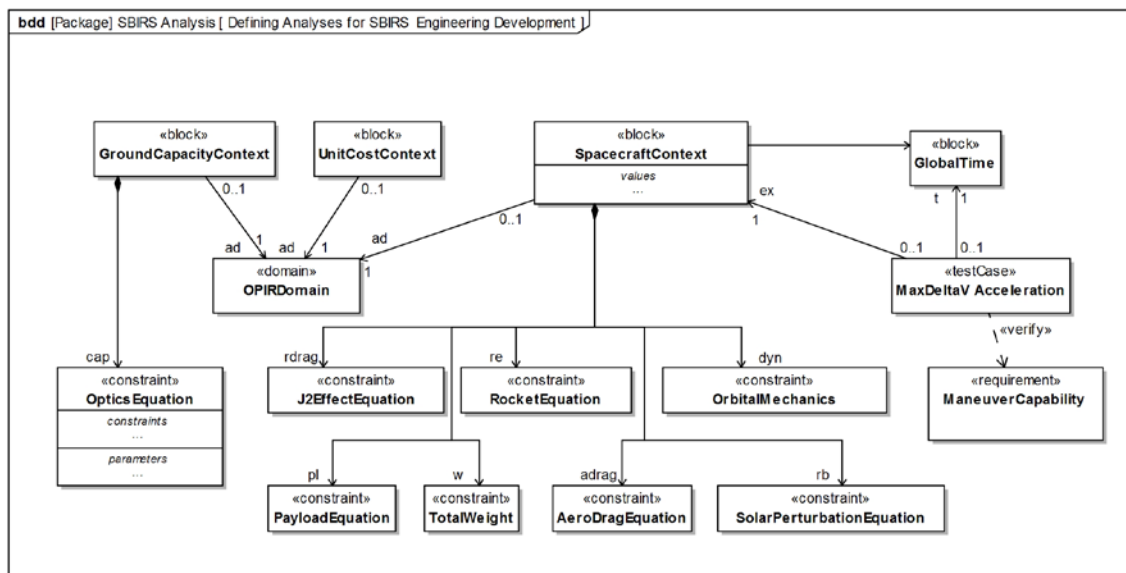 bdd [Package] SBIRS Analysis [ Defining Analyses for SBIRS Engineering Development ]
«block»
GroundCapacityContext
«block»
UnitCostContext
«block»
SpacecraftContext
values
...
«block»
GlobalTime
0..1
1
ad
0..1
1
ad
0..1
ad
1
ex
1
0..1
t
1
0..1
«domain»
OPIRDomain
«testCase»
MaxDeltaV Acceleration
«verify»
cap
rdrag
re
dyn
«constraint»
OpticsEquation
constraints
...
parameters
...
«constraint»
J2EffectEquation
«constraint»
RocketEquation
«constraint»
OrbitalMechanics
«requirement»
ManeuverCapability
pl
w
adrag
rb
«constraint»
PayloadEquation
«constraint»
TotalWeight
«constraint»
AeroDragEquation
«constraint»
SolarPerturbationEquation